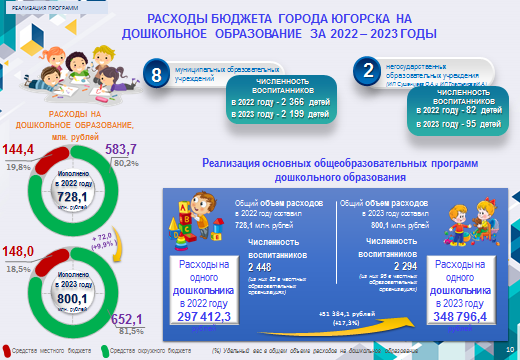 РЕАЛИЗАЦИЯ ПРОГРАММ
РАСХОДЫ БЮДЖЕТА ГОРОДА ЮГОРСКА НА
ДОШКОЛЬНОЕ ОБРАЗОВАНИЕ ЗА 2022 – 2023 ГОДЫ
8
муниципальных образовательных
учреждений
ЧИСЛЕННОСТЬ
ВОСПИТАННИКОВ
в 2022 году - 2 366 детей
в 2023 году - 2 199 детей
2
негосударственных
образовательных учреждения
ЧИСЛЕННОСТЬ
ВОСПИТАННИКОВ
в 2022 году - 82 детей
в 2023 году - 95 детей
РАСХОДЫ НА
ДОШКОЛЬНОЕ ОБРАЗОВАНИЕ,
млн. рублей
144,4
19,8%
583,7
80,2%
Исполнено
в 2022 году
728,1
млн. рублей
+ 72,0
(+9,9%)
148,0
18,5%
Исполнено
в 2023 году
800,1
млн. рублей
652,1
81,5%
Реализация основных общеобразовательных программ
дошкольного образования
Общий объем расходов
в 2022 году составил
728,1 млн. рублей
Численность
воспитанников
2 448
(из них 82 в частных
образовательных
организациях)
Расходы на
одного
дошкольника
в 2022 году
297 412,3
рублей
Общий объем расходов
в 2023 году составил
800,1 млн. рублей
Численность
воспитанников
2 294
(из них 95 в частных
образовательных
организациях)
+51 384,1 рублей
(+17,3%)
Расходы на
одного
дошкольника
в 2023 году
348 796,4
рублей
Средства местного бюджета
Средства окружного бюджета
(%) Удельный вес в общем объеме расходов на дошкольное образование
10